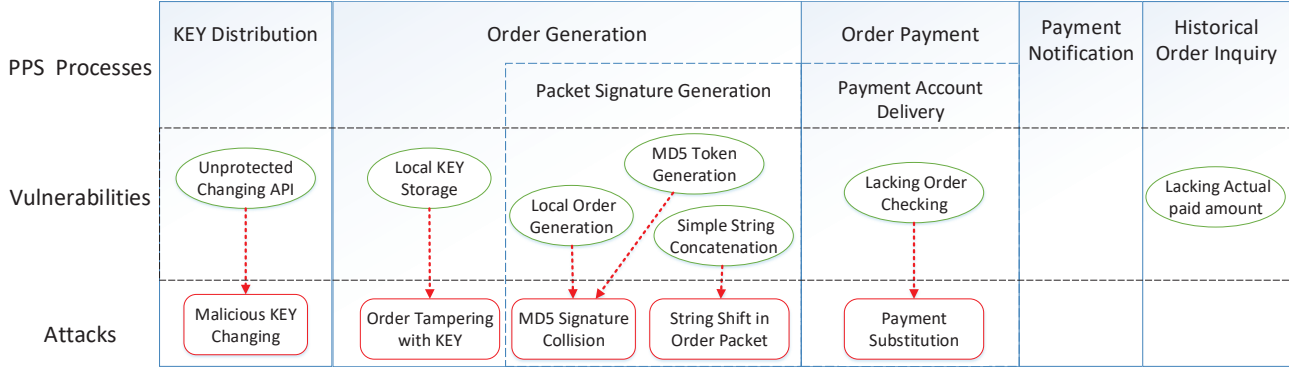 PPS Processes
KEY Distribution
Order Generation
Order Payment
Payment
Notification
Historical
Order Inquiry
Packet Signature Generation
Payment Account
Delivery
Vulnerabilities
Unprotected
Changing API
Local KEY
Storage
Local Order
Generation
MD5 Token
Generation
Simple String
Concatenation
Lacking Order
Checking
Lacking Actual
paid amount
Attacks
Malicious KEY
Changing
Order Tampering
with KEY
MD5 Signature
Collision
String Shift in
Order Packet
Payment
Substitution